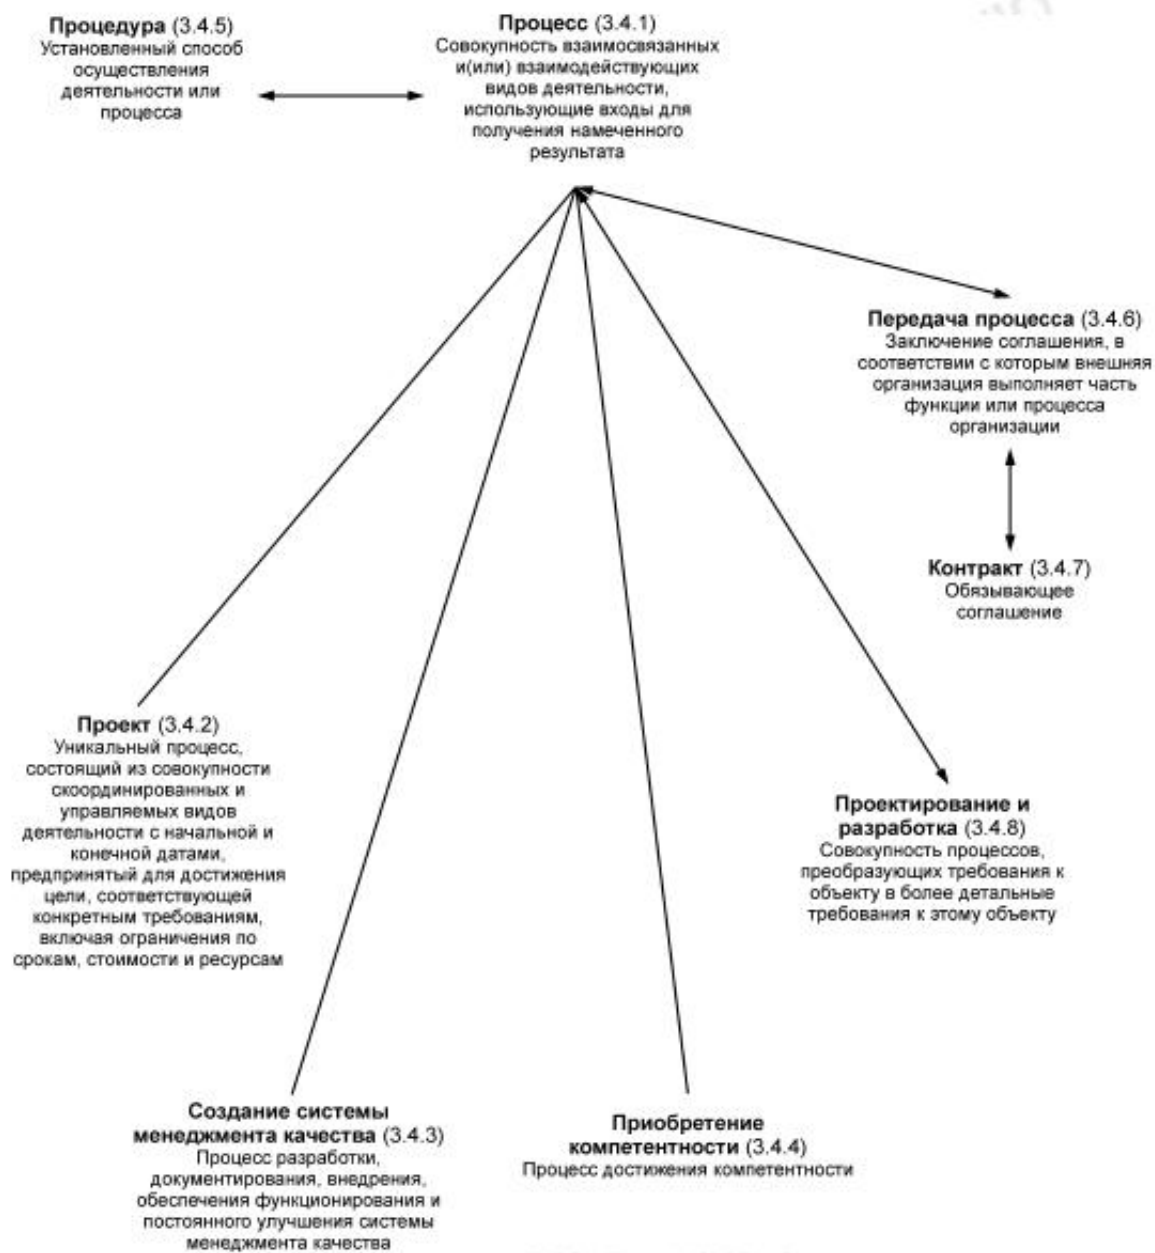 Процедура (3.4.5)
Установленный способ
осуществления
деятельности или
процесса
Процесс (3.4.1)
Совокупность взаимосвязанных
и(или) взаимодействующих
видов деятельности,
использующие входы для
получения намеченного
результата
Передача процесса (3.4.6)
Заключение соглашения, в
соответствии с которым внешняя
организация выполняет часть
функции или процесса
организации
Контракт (3.4.7)
Обязывающее
соглашение
Проект (3.4.2)
Уникальный процесс,
состоящий из совокупности
скоординированных и
управляемых видов
деятельности с начальной и
конечной датами,
предпринятый для достижения
цели, соответствующей
конкретным требованиям,
включая ограничения по
срокам, стоимости и ресурсам
Проектирование и
разработка (3.4.8)
Совокупность процессов,
преобразующих требования к
объекту в более детальные
требования к этому объекту
Создание системы
менеджмента качества (3.4.3)
Процесс разработки,
документирования, внедрения,
обеспечения функционирования и
постоянного улучшения системы
менеджмента качества
Приобретение
компетентности (3.4.4)
Процесс достижения компетентности